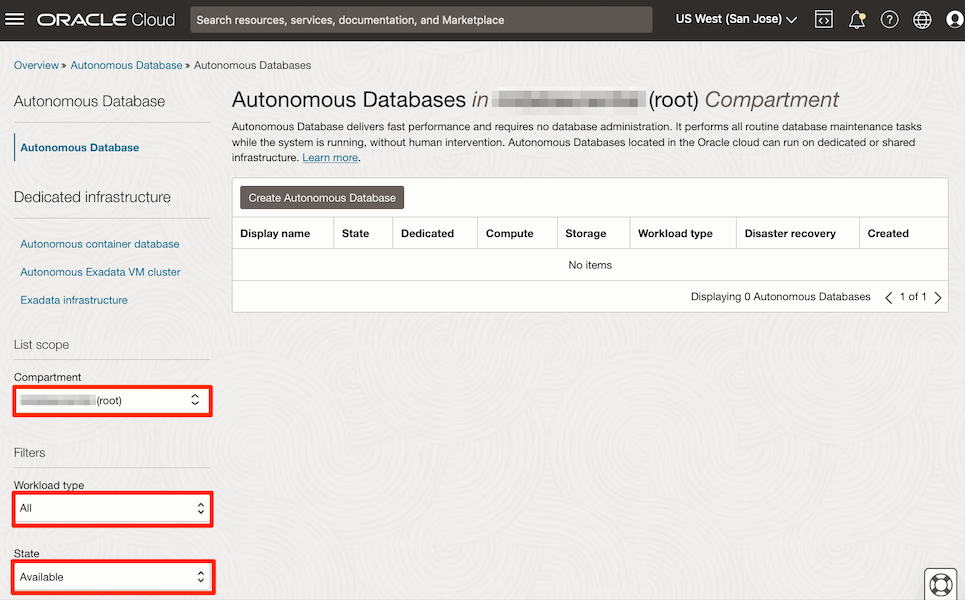 ORACLE Cloud
Search resources, services, documentation, and Marketplace
US West (San Jose)
Overview » Autonomous Database » Autonomous Databases
Autonomous Database
Autonomous Database
Dedicated infrastructure
Autonomous container database
Autonomous Exadata VM cluster
Exadata infrastructure
List scope
Compartment
(root)
Filters
Workload type
All
State
Available
Autonomous Databases in (root) Compartment
Autonomous Database delivers fast performance and requires no database administration. It performs all routine database maintenance tasks
while the system is running, without human intervention. Autonomous Databases located in the Oracle cloud can run on dedicated or shared
infrastructure. Learn more.
Create Autonomous Database
Display name State Dedicated Compute Storage Workload type Disaster recovery Created
No items
Displaying 0 Autonomous Databases < 1 of 1 >